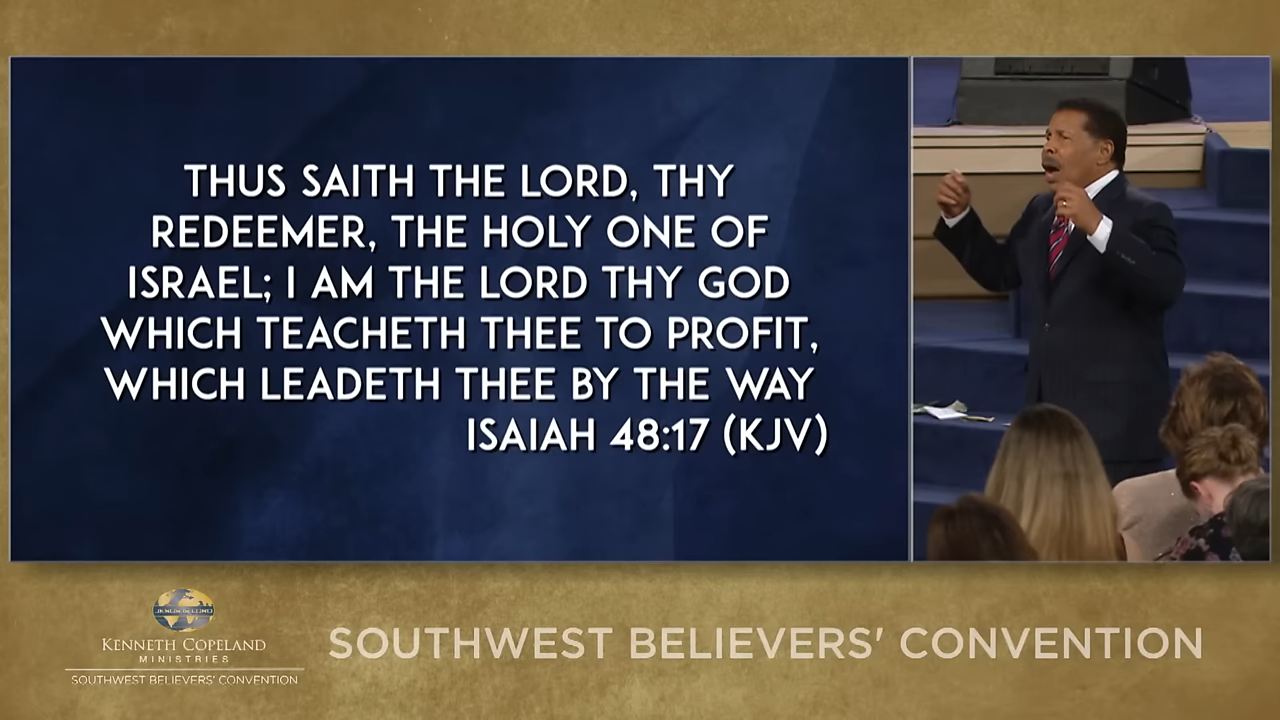 THUS SAITH THE LORD, THY
REDEEMER, THE HOLY ONE OF
ISRAEL; I AM THE LORD THY GOD
WHICH TEACHETH THEE TO PROFIT,
WHICH LEADETH THEE BY THE WAY
ISAIAH 48:17 (KJV)
KENNETH COPELAND
MINISTRIES
SOUTHWEST BELIEVERS' CONVENTION
SOUTHWEST BELIEVERS' CONVENTION